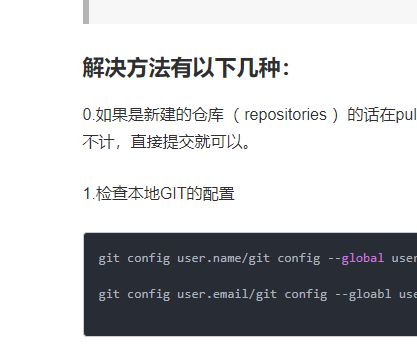 解决方法有以下几种：
0.如果是新建的仓库（ repositories ）的话在pul
不计，直接提交就可以。
1.检查本地GIT的配置
git config user.name/git config --global user
git config user.email/git config --gloabl use